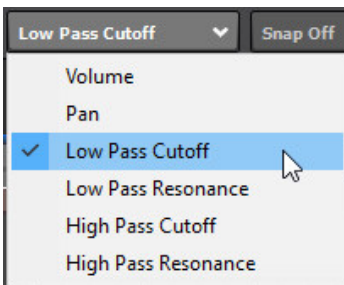 Low Pass Cutoff Snap Off
Volume
Pan
Low Pass Cutoff
Low Pass Resonance
High Pass Cutoff
High Pass Resonance